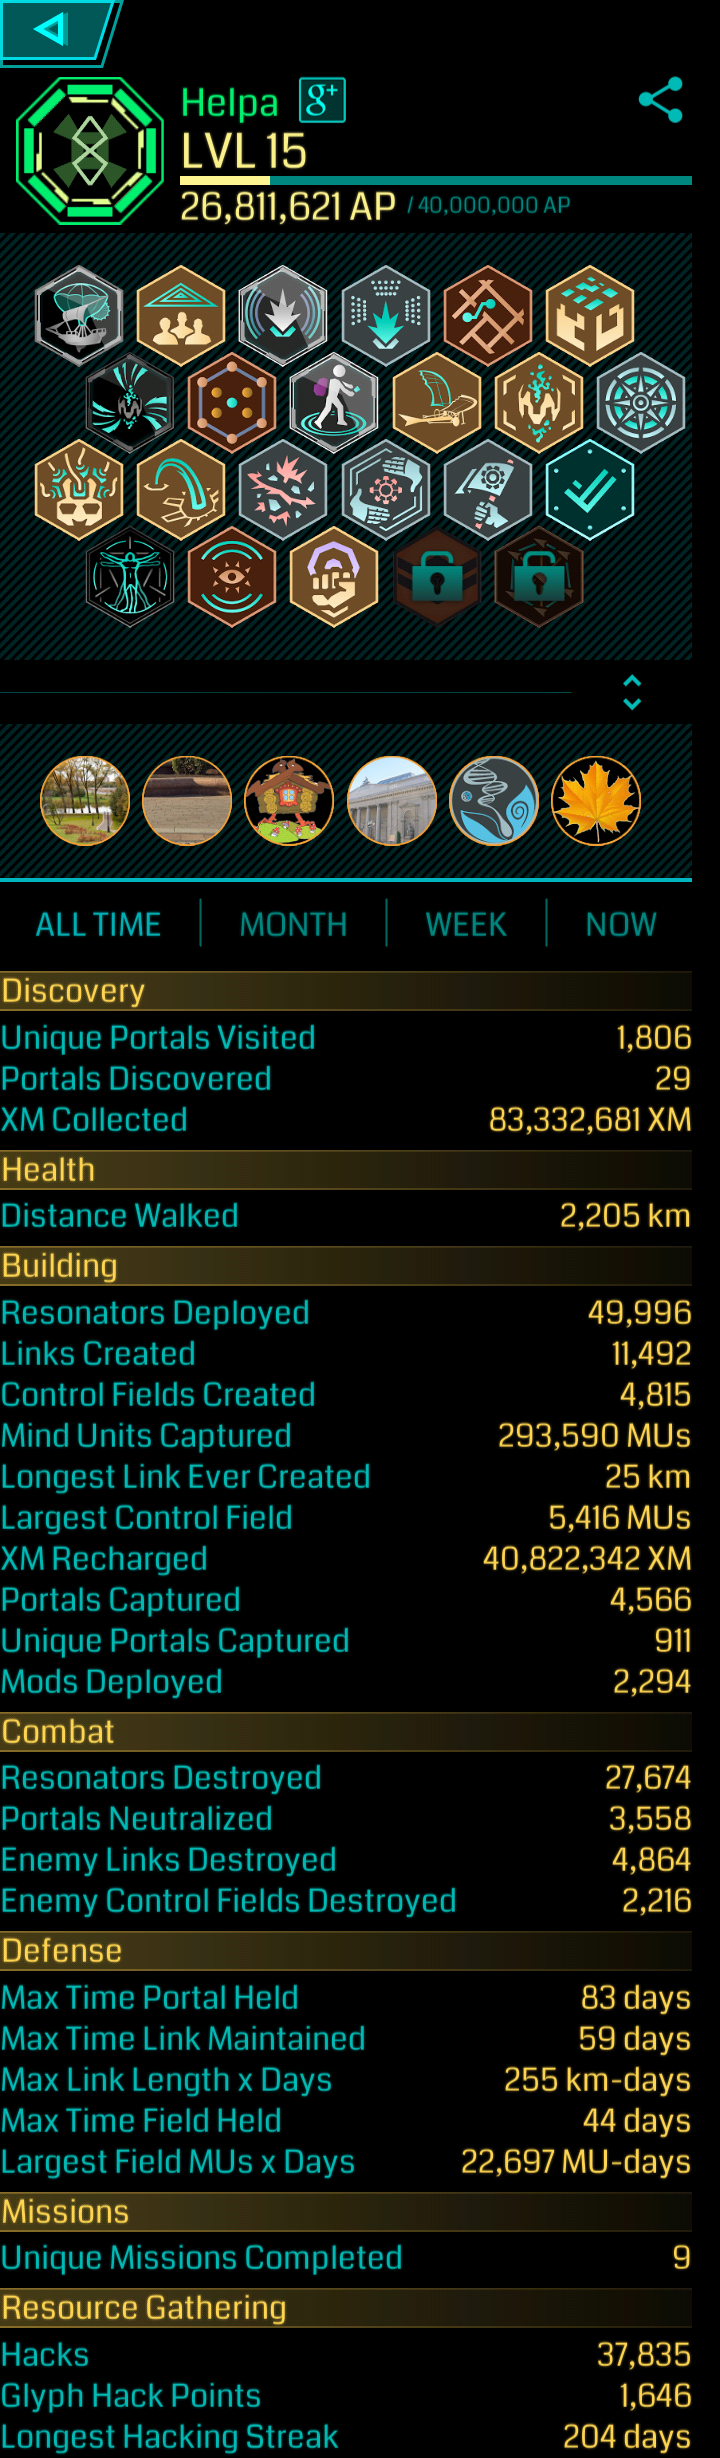 Helpa g+
LVL 15
26,811,621 AP / 40,000,000 AP
ALL TIME MONTH WEEK NOW
Discovery
Unique Portals Visited 1,806
Portals Discovered 29
XM Collected 83,332,681 XM
Health
Distance Walked 2,205 km
Building
Resonators Deployed 49,996
Links Created 11,492
Control Fields Created 4,815
Mind Units Captured 293,590 MUs
Longest Link Ever Created 25 km
Largest Control Field 5,416 MUs
XM Recharged 40,822,342 XM
Portals Captured 4,566
Unique Portals Captured 911
Mods Deployed 2,294
Combat
Resonators Destroyed 27,674
Portals Neutralized 3,558
Enemy Links Destroyed 4,864
Enemy Control Fields Destroyed 2,216
Defense
Max Time Portal Held 83 days
Max Time Link Maintained 59 days
Max Link Length x Days 255 km-days
Max Time Field Held 44 days
Largest Field MUs x Days 22,697 MU-days
Missions
Unique Missions Completed 9
Resource Gathering
Hacks 37,835
Glyph Hack Points 1,646
Longest Hacking Streak 204 days